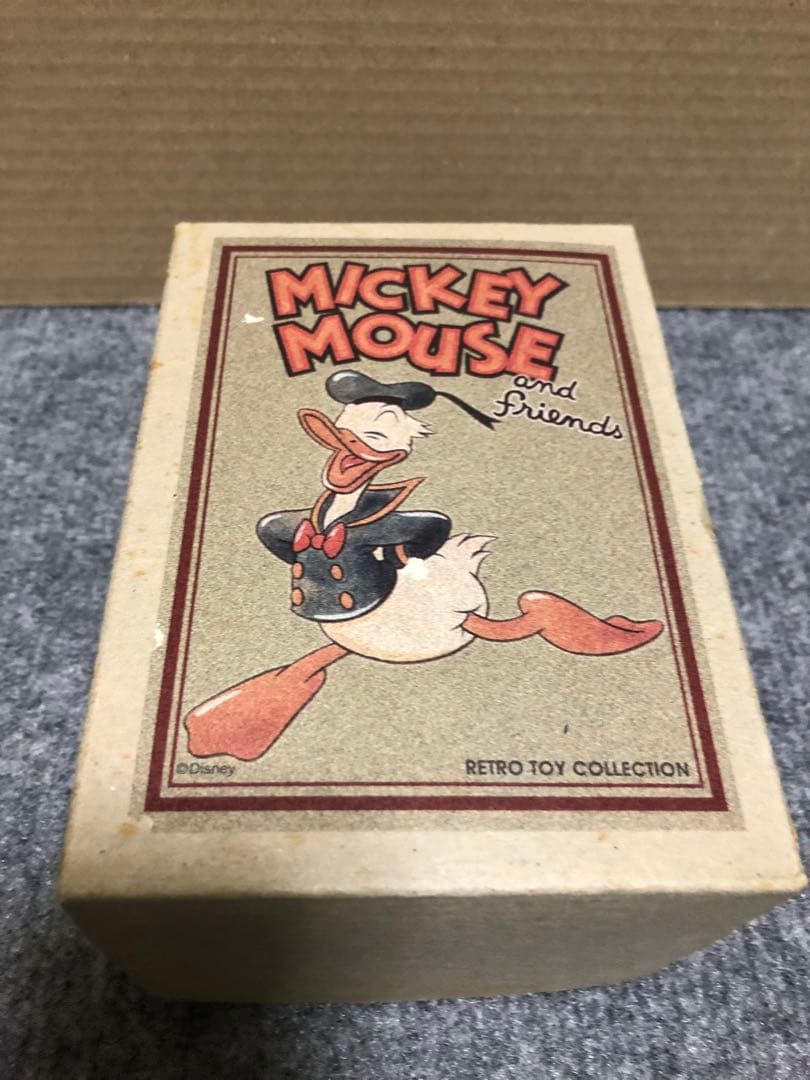 MICKEY
MOUSE
and
friends
©Disney
RETRO TOY COLLECTION